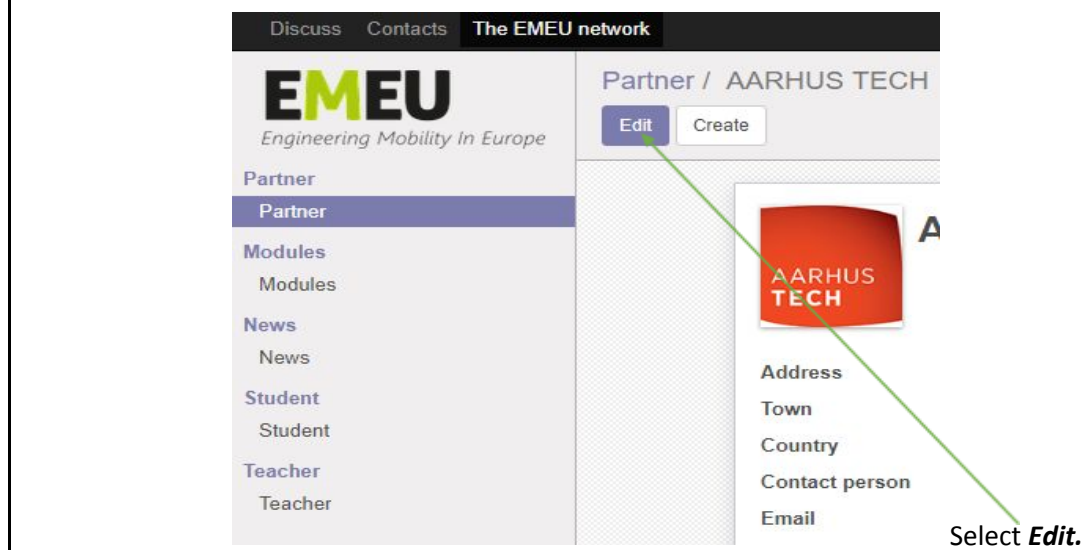 Discuss Contacts The EMEU network
EMEU
Engineering Mobility In Europe
Partner
Partner
Modules
Modules
News
News
Student
Student
Teacher
Teacher
Partner / AARHUS TECH
Edit Create
A
AARHUS
TECH
Address
Town
Country
Contact person
Email
Select Edit.